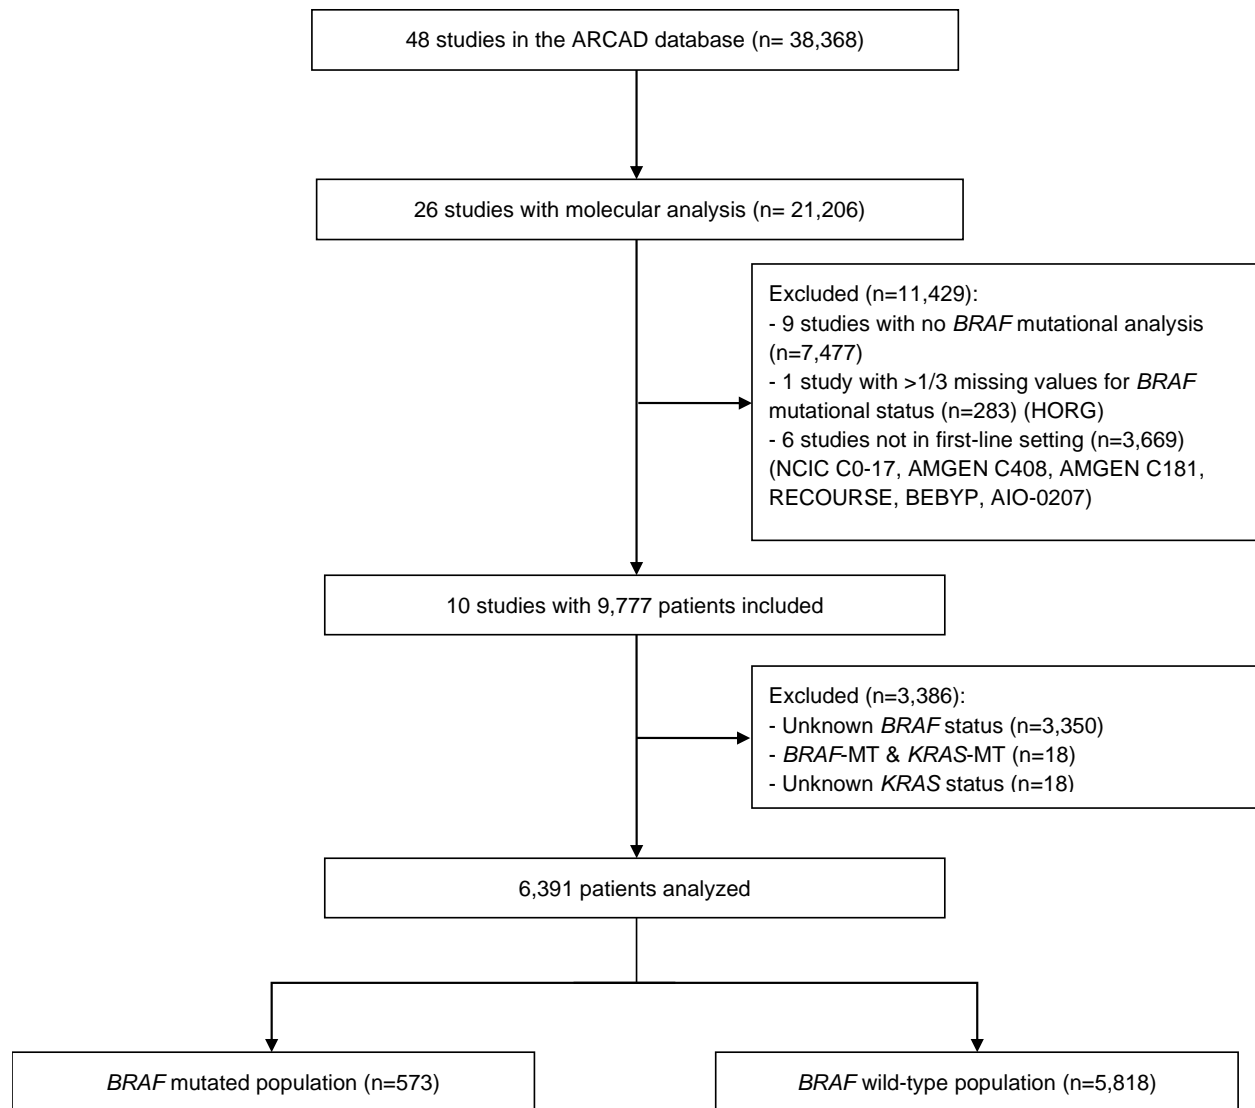 48 studies in the ARCAD database (n= 38,368)
26 studies with molecular analysis (n= 21,206)
Excluded (n=11,429):
- 9 studies with no BRAF mutational analysis
(n=7,477)
- 1 study with >1/3 missing values for BRAF
mutational status (n=283) (HORG)
- 6 studies not in first-line setting (n=3,669)
(NCIC C0-17, AMGEN C408, AMGEN C181,
RECOURSE, BEBYP, AIO-0207)
10 studies with 9,777 patients included
Excluded (n=3,386):
- Unknown BRAF status (n=3,350)
- BRAF-MT & KRAS-MT (n=18)
- Unknown KRAS status (n=18)
6,391 patients analyzed
BRAF mutated population (n=573)
BRAF wild-type population (n=5,818)